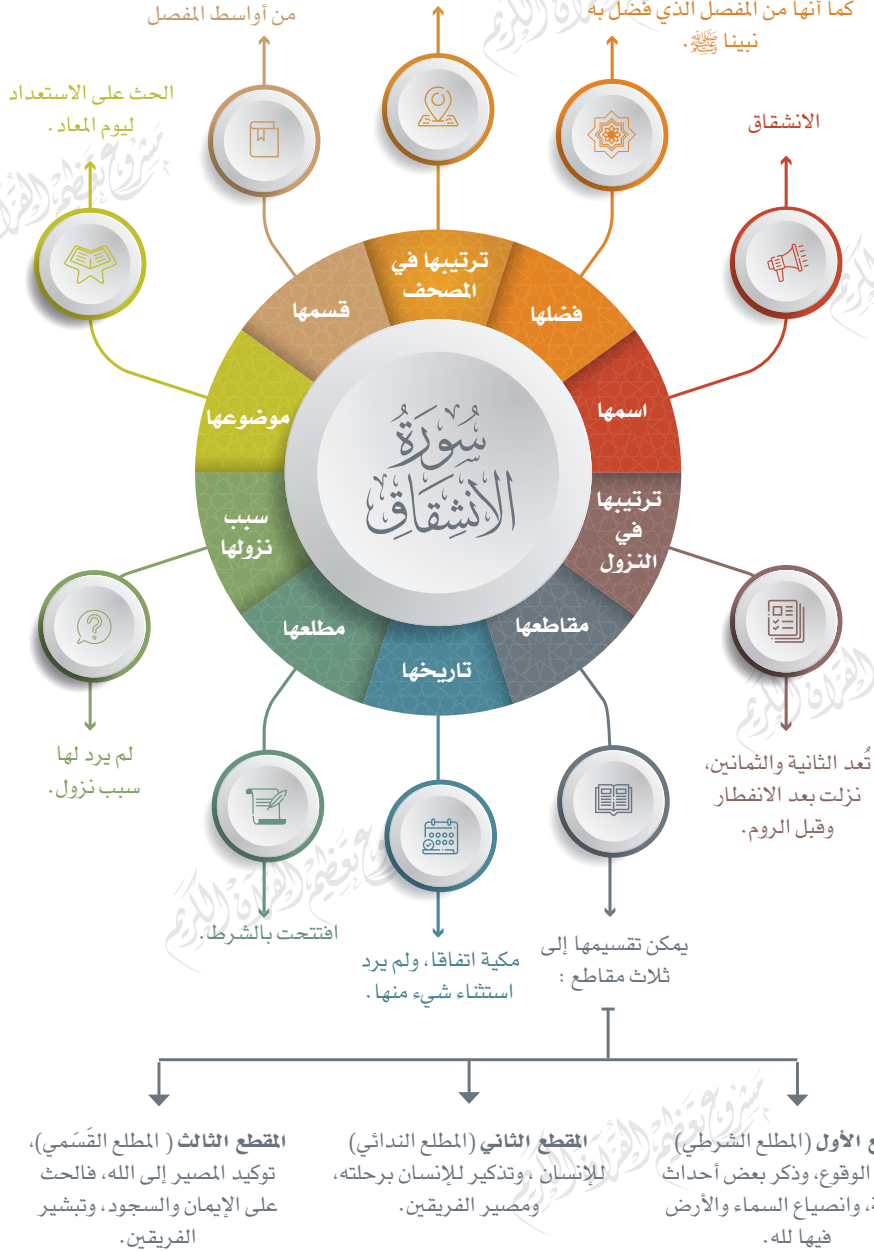 كما أنها من المفصل الذي فضل به
نبينا ﷺ.
من أواسط المفصل
الحث على الاستعداد
ليوم المعاد.
الانشقاق
ترتيبها في
المصحف
فضلها
قسمها
اسمها
موضوعها
سُورَةُ
الانْشِقَاقِ
ترتيبها
في
النزول
سبب
نزولها
مقاطعها
مطلعها
تاريخها
تُعد الثانية والثمانين،
نزلت بعد الانفطار
وقبل الروم.
لم يرد لها
سبب نزول.
افتتحت بالشرط.
مكية اتفاقا، ولم يرد
استثناء شيء منها.
يمكن تقسيمها إلى
ثلاث مقاطع :
الأول (المطلع الشرطي)
الوقوع، وذكر بعض أحداث
وانصياع السماء والأرض
فيها لله.
المقطع الثاني (المطلع الندائي)
للإنسان ، وتذكير للإنسان برحلته،
ومصير الفريقين.
المقطع الثالث ( المطلع القَسَمي)،
توكيد المصير إلى الله، فالحث
على الإيمان والسجود، وتبشير
الفريقين.
مشروع تعظيم القرآن الكريم